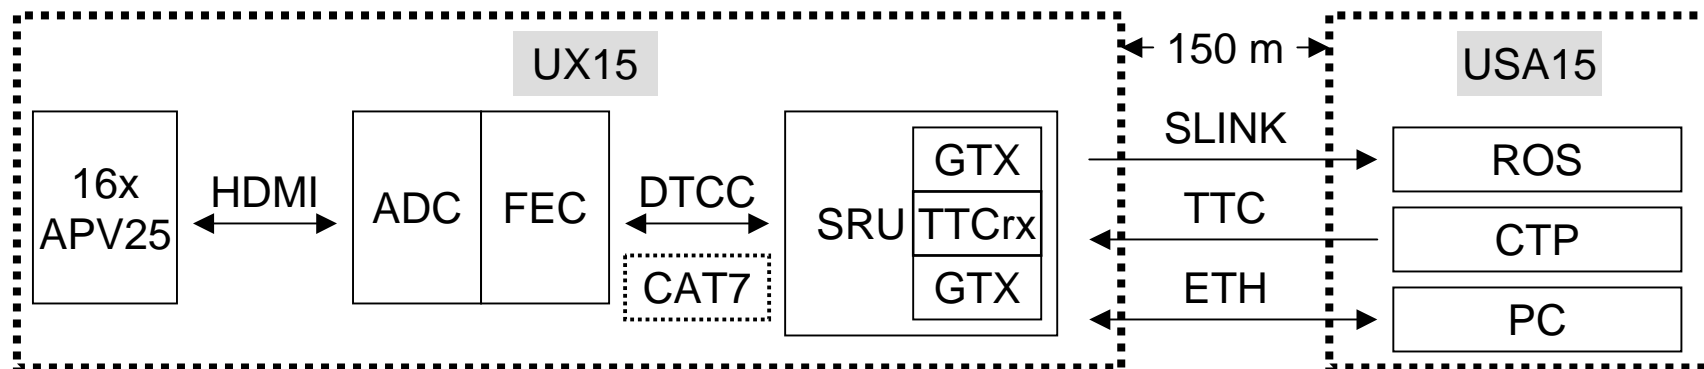 UX15
150 m
USA15
16x
APV25
HDMI
ADC
FEC
DTCC
CAT7
SRU
GTX
TTCrx
GTX
SLINK
TTC
ETH
ROS
CTP
PC